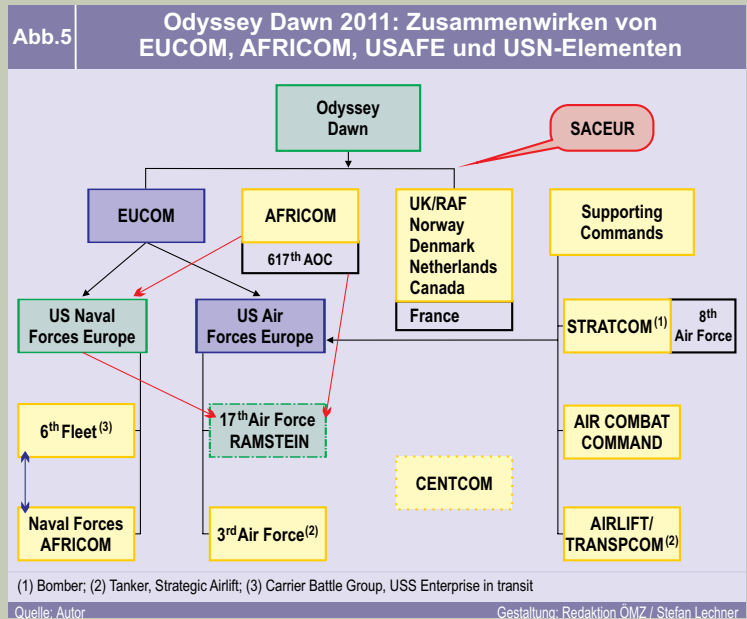 Abb.5
Odyssey Dawn 2011: Zusammenwirken von
EUCOM, AFRICOM, USAFE und USN-Elementen
Odyssey
Dawn
SACEUR
EUCOM
AFRICOM
617th AOC
UK/RAF
Norway
Denmark
Netherlands
Canada
France
Supporting
Commands
US Naval
Forces Europe
US Air
Forces Europe
STRATCOM(1)
8th
Air Force
6th Fleet(3)
17th Air Force
RAMSTEIN
AIR COMBAT
COMMAND
CENTCOM
Naval Forces
AFRICOM
3rd Air Force(2)
AIRLIFT/
TRANSPCOM(2)
(1) Bomber; (2) Tanker, Strategic Airlift; (3) Carrier Battle Group, USS Enterprise in transit
Quelle: Autor
Gestaltung: Redaktion ÖMZ / Stefan Lechner